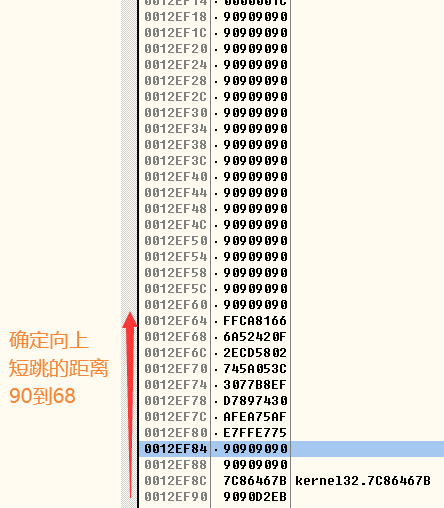 0012EF14 · 0000001C
0012EF18 · 90909090
0012EF1C · 90909090
0012EF20 · 90909090
0012EF24 · 90909090
0012EF28 · 90909090
0012EF2C · 90909090
0012EF30 · 90909090
0012EF34 · 90909090
0012EF38 · 90909090
0012EF3C · 90909090
0012EF40 · 90909090
0012EF44 · 90909090
0012EF48 · 90909090
0012EF4C · 90909090
0012EF50 · 90909090
0012EF54 · 90909090
0012EF58 · 90909090
0012EF5C · 90909090
0012EF60 · 90909090
0012EF64 · FFCA8166
0012EF68 · 6A52420F
0012EF6C · 2ECD5802
0012EF70 · 745A053C
0012EF74 · 3077B8EF
0012EF78 · D7897430
0012EF7C · AFEA75AF
0012EF80 · E7FFE775
0012EF84 · 90909090
0012EF88 · 90909090
0012EF8C 7C86467B kernel32.7C86467B
0012EF90 · 9090D2EB
确定向上
短跳的距离
90到68